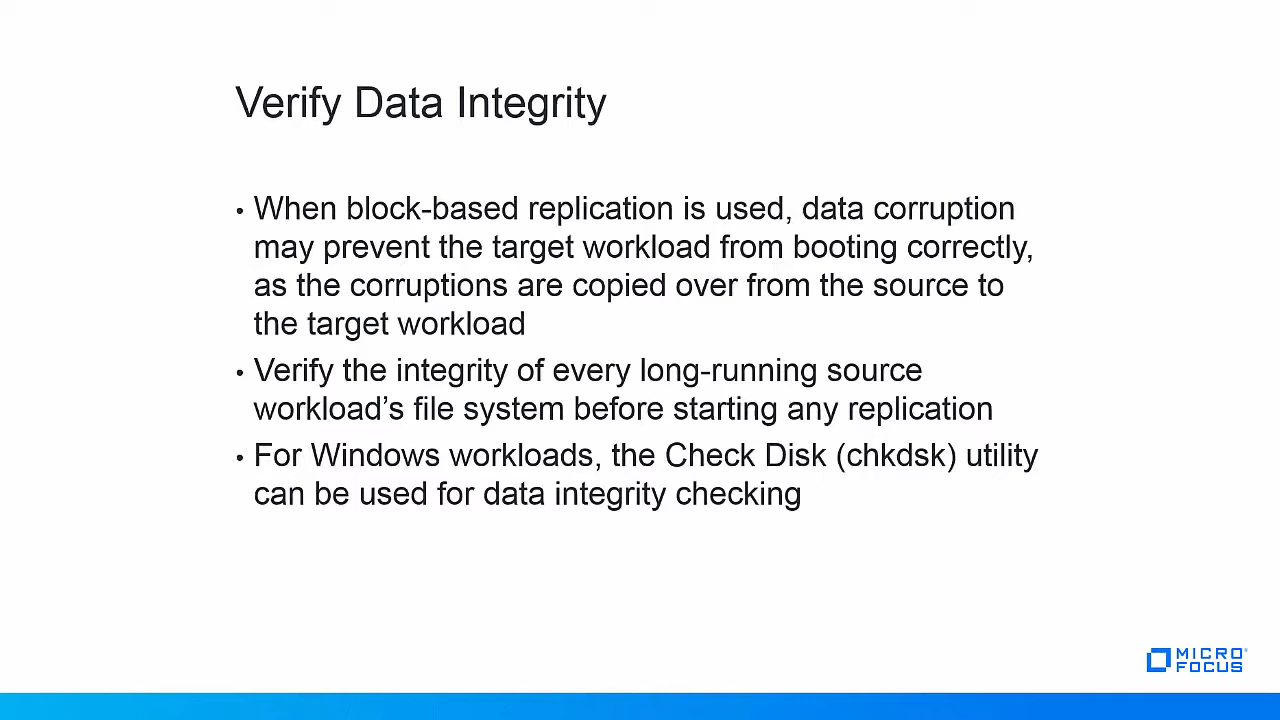 Verify Data Integrity
• When block-based replication is used, data corruption
may prevent the target workload from booting correctly,
as the corruptions are copied over from the source to
the target workload
• Verify the integrity of every long-running source
workload’s file system before starting any replication
• For Windows workloads, the Check Disk (chkdsk) utility
can be used for data integrity checking
MICRO
FOCUS